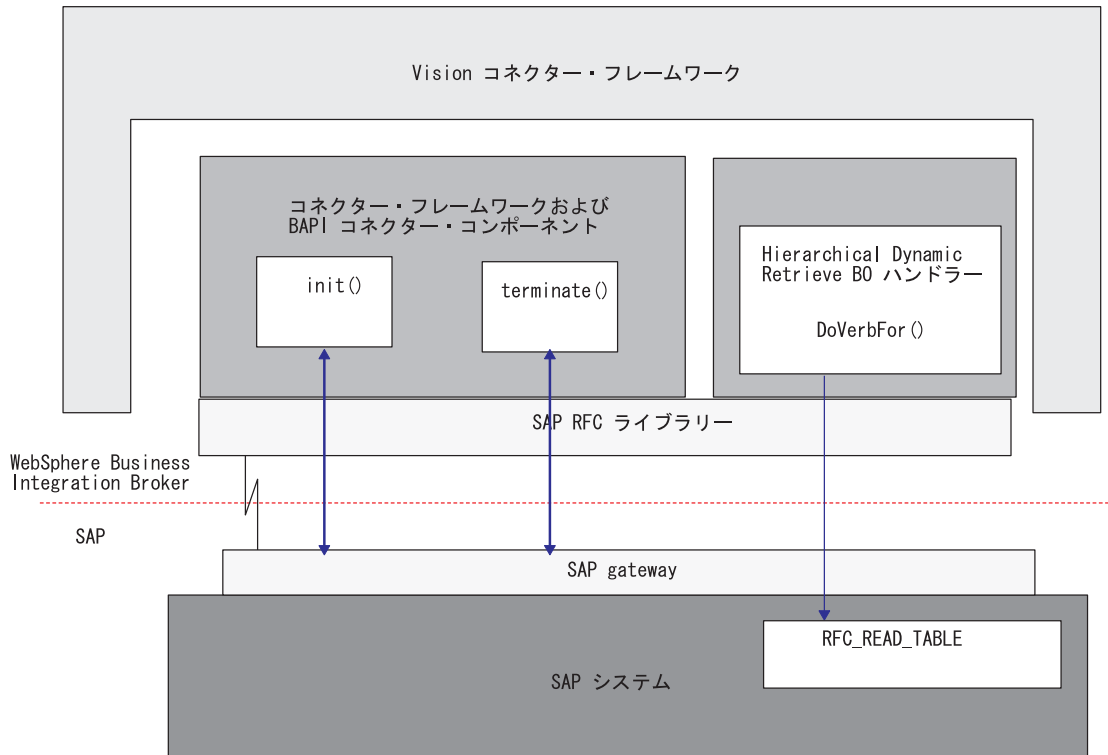 Vision コネクター・フレームワーク
コネクター・フレームワークおよび
BAPI コネクター・コンポーネント
init()
terminate()
Hierarchical Dynamic
Retrieve BO ハンドラー
DoVerbFor()
SAP RFC ライブラリー
WebSphere Business
Integration Broker
SAP
SAP gateway
RFC_READ_TABLE
SAP システム